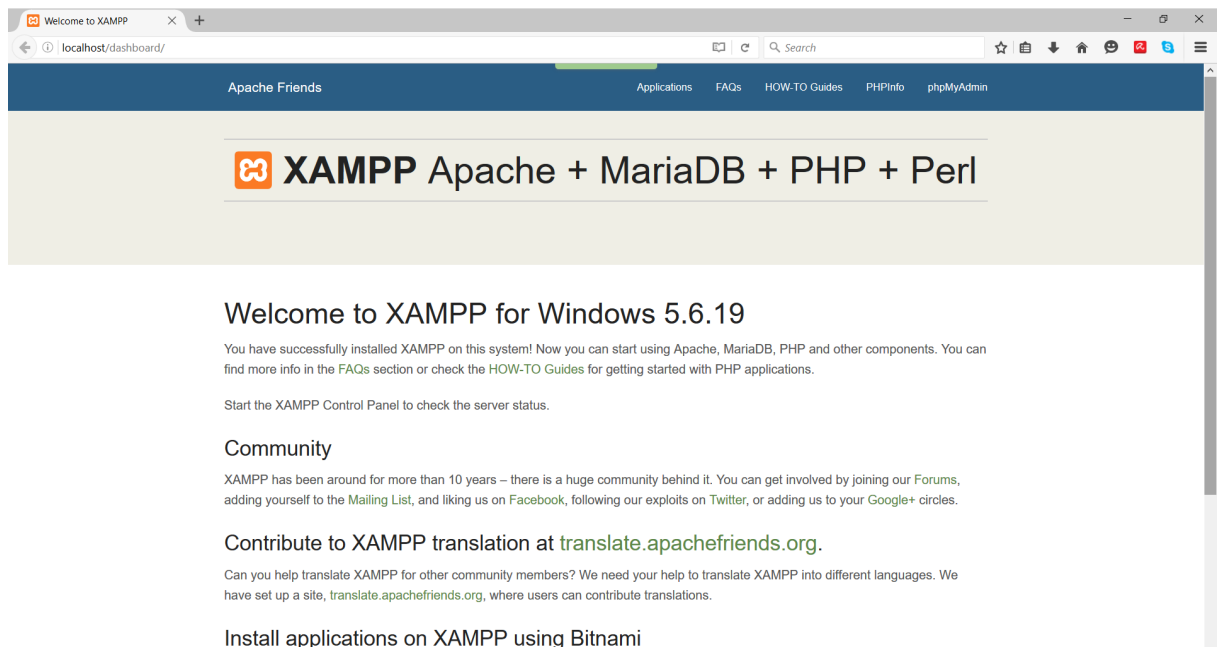 Welcome to XAMPP
localhost/dashboard/
Search
Apache Friends
Applications
FAQs
HOW-TO Guides
PHPInfo
phpMyAdmin
XAMPP Apache + MariaDB + PHP + Perl
Welcome to XAMPP for Windows 5.6.19
You have successfully installed XAMPP on this system! Now you can start using Apache, MariaDB, PHP and other components. You can
find more info in the FAQs section or check the HOW-TO Guides for getting started with PHP applications.
Start the XAMPP Control Panel to check the server status.
Community
XAMPP has been around for more than 10 years – there is a huge community behind it. You can get involved by joining our Forums,
adding yourself to the Mailing List, and liking us on Facebook, following our exploits on Twitter, or adding us to your Google+ circles.
Contribute to XAMPP translation at translate.apachefriends.org.
Can you help translate XAMPP for other community members? We need your help to translate XAMPP into different languages. We
have set up a site, translate.apachefriends.org, where users can contribute translations.
Install applications on XAMPP using Bitnami